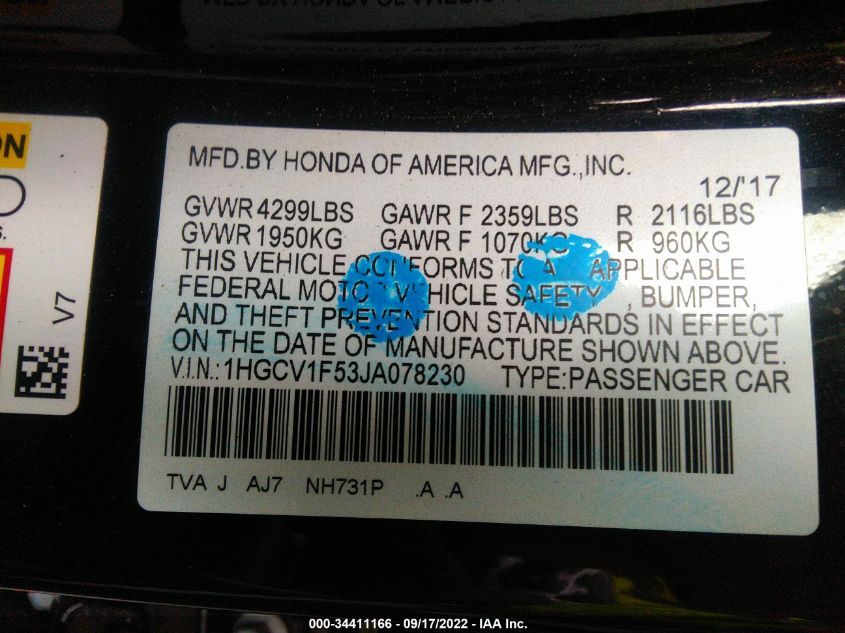 MFD.BY HONDA OF AMERICA MFG.,INC.
12/'17
GVWR 4299LBS GAWR F 2359LBS R 2116LBS
GVWR 1950KG GAWR F 1070KG R 960KG
THIS VEHICLE CONFORMS TO A APPLICABLE
FEDERAL MOTOR VEHICLE SAFETY, BUMPER,
AND THEFT PREVENTION STANDARDS IN EFFECT
ON THE DATE OF MANUFACTURE SHOWN ABOVE.
V.I.N.:1HGCV1F53JA078230 TYPE:PASSENGER CAR
TVA J AJ7 NH731P .A .A
V7
000-34411166 - 09/17/2022 - IAA Inc.